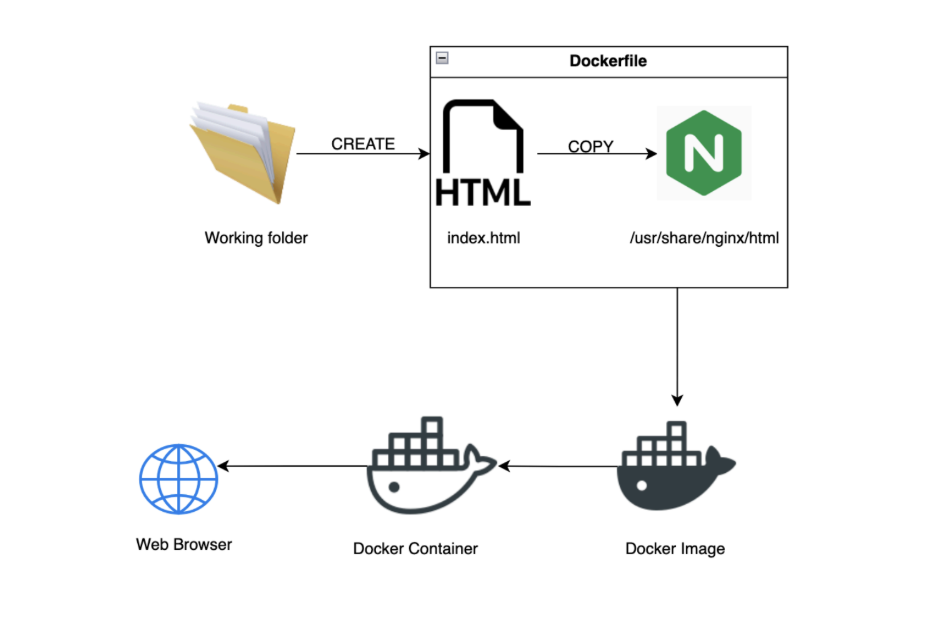 Dockerfile
CREATE
HTML
COPY
N
Working folder
index.html
/usr/share/nginx/html
Web Browser
Docker Container
Docker Image